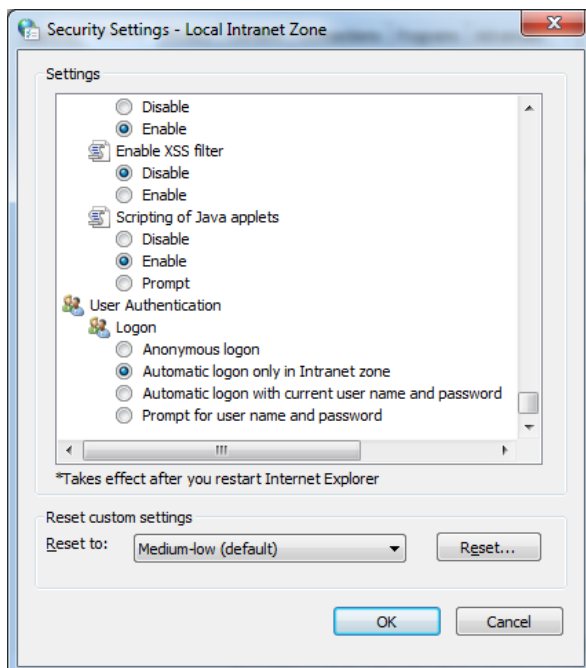 Security Settings - Local Intranet Zone
Settings
Disable
Enable
Enable XSS filter
Disable
Enable
Scripting of Java applets
Disable
Enable
Prompt
User Authentication
Logon
Anonymous logon
Automatic logon only in Intranet zone
Automatic logon with current user name and password
Prompt for user name and password
*Takes effect after you restart Internet Explorer
Reset custom settings
Reset to:
Medium-low (default)
Reset...
OK
Cancel